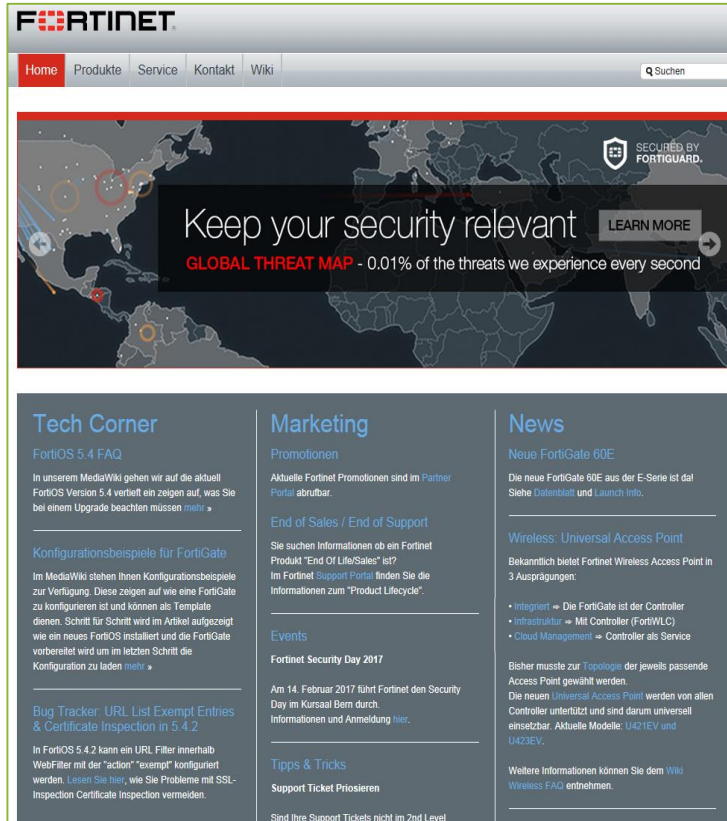 FORTINET
Home Produkte Service Kontakt Wiki
Suchen
SECURED BY
FORTIGUARD.
Keep your security relevant
LEARN MORE
GLOBAL THREAT MAP - 0.01% of the threats we experience every second
Tech Corner
FortiOS 5.4 FAQ
In unserem MediaWiki gehen wir auf die aktuell
FortiOS Version 5.4 vertieft ein zeigen auf, was Sie
bei einem Upgrade beachten müssen mehr »
Konfigurationsbeispiele für FortiGate
Im MediaWiki stehen Ihnen Konfigurationsbeispiele
zur Verfügung. Diese zeigen auf wie eine FortiGate
zu konfigurieren ist und können als Template
dienen. Schritt für Schritt wird im Artikel aufgezeigt
wie ein neues FortiOS installiert und die FortiGate
vorbereitet wird um im letzten Schritt die
Konfiguration zu laden mehr »
Bug Tracker: URL List Exempt Entries
& Certificate Inspection in 5.4.2
In FortiOS 5.4.2 kann ein URL Filter innerhalb
WebFilter mit der "action" "exempt" konfiguriert
werden. Lesen Sie hier, wie Sie Probleme mit SSL-
Inspection Certificate Inspection vermeiden.
Marketing
Promotionen
Aktuelle Fortinet Promotionen sind im Partner
Portal abrufbar.
End of Sales / End of Support
Sie suchen Informationen ob ein Fortinet
Produkt "End Of Life/Sales" ist?
Im Fortinet Support Portal finden Sie die
Informationen zum "Product Lifecycle".
Events
Fortinet Security Day 2017
Am 14. Februar 2017 führt Fortinet den Security
Day im Kursaal Bern durch.
Informationen und Anmeldung hier.
Tipps & Tricks
Support Ticket Priosieren
Sind Ihre Support Tickets nicht im 2nd Level
News
Neue FortiGate 60E
Die neue FortiGate 60E aus der E-Serie ist da!
Siehe Datenblatt und Launch Info.
Wireless: Universal Access Point
Bekanntlich bietet Fortinet Wireless Access Point in
3 Ausprägungen:
• Integriert ⇒ Die FortiGate ist der Controller
• Infrastruktur ⇒ Mit Controller (FortiWLC)
• Cloud Management ⇒ Controller als Service
Bisher musste zur Topologie der jeweils passende
Access Point gewählt werden.
Die neuen Universal Access Point werden von allen
Controller untertützt und sind darum universell
einsetzbar. Aktuelle Modelle: U421EV und
U423EV.
Weitere Informationen können Sie dem Wiki
Wireless FAQ entnehmen.